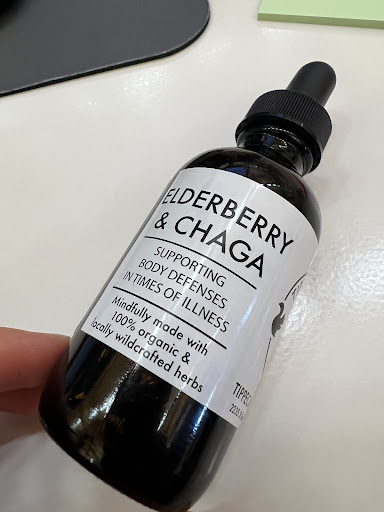 ELDERBERRY
& CHAGA
SUPPORTING
BODY DEFENSES
IN TIMES OF ILLNESS
Mindfully made with
100% organic &
locally wildcrafted herbs